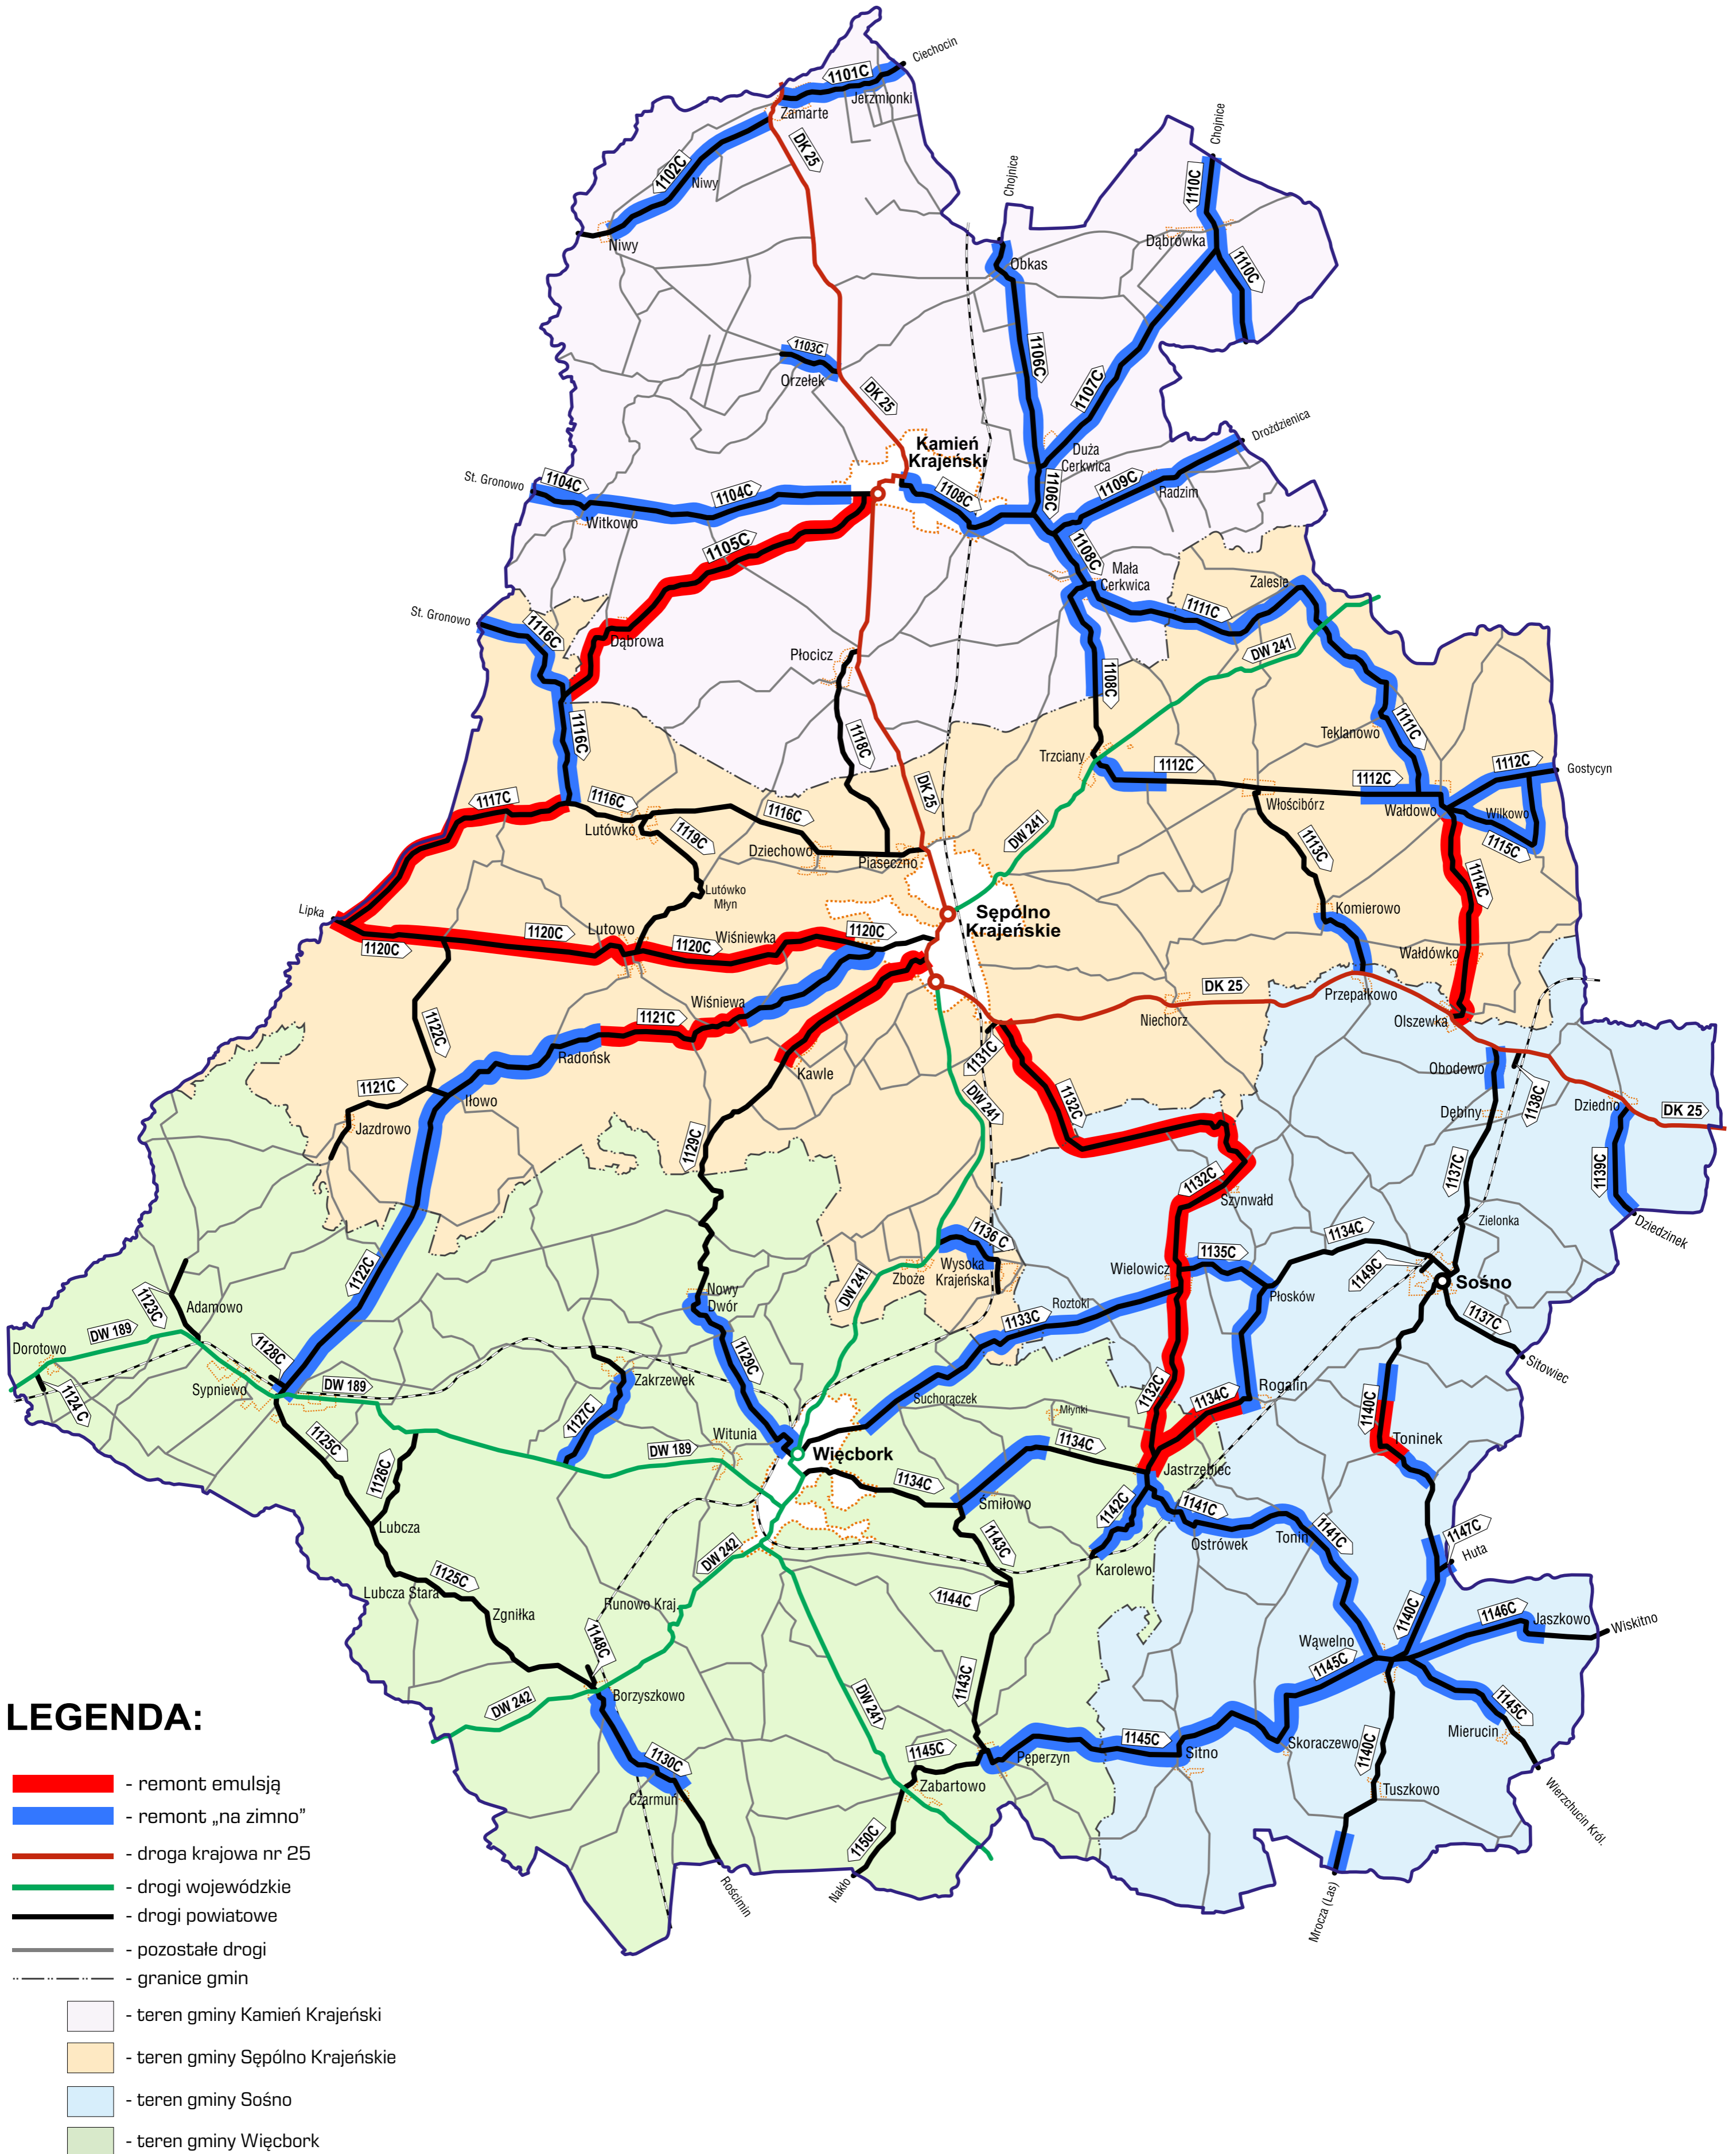 Ciechocin
1101C
Jerzmionki
Zamarte
DK 25
Chojnice
1102C
Niwy
Chojnice
1110C
Niwy
Dąbrówka
Obkas
1110C
1103C
Orzełek
1106C
1107C
DK 25
Kamień
Krajeński
Duża
Cerkwica
Drożdzienica
St. Gronowo
1104C
1104C
1108C
1106C
1109C
Radzim
Witkowo
1105C
1108C
Mała
Cerkwica
Zalesie
St. Gronowo
1116C
1111C
Dąbrowa
Płocicz
DW 241
1108C
1116C
1118C
1111C
Teklanowo
Trzciany
1112C
1112C
1112C
Gostycyn
DK 25
1117C
1116C
1116C
Włościbórz
Wałdowo
Wilkowo
Lutówko
1119C
DW 241
Dziechowo
Piaseczno
1113C
1115C
Lutówko
Młyn
1114C
Lipka
Sępólno
Krajeńskie
Komierowo
1120C
1120C
Lutowo
1120C
Wiśniewka
1120C
Wałdówko
DK 25
Przepałkowo
Wiśniewa
1121C
Niechorz
Olszewka
1122C
Radońsk
Kawle
1131C
Obodowo
1121C
Iłowo
DW 241
1132C
1138C
Dziedno
DK 25
Jazdrowo
Dębiny
1129C
1137C
1139C
1132C
Szynwałd
Zielonka
Dziedzinek
1136 C
1134C
1122C
Zboże
Wysoka
Krajeńska
Wielowicz
1135C
1149C
Sośno
1123C
Adamowo
DW 241
Nowy
Dwór
Roztoki
Płosków
DW 189
1133C
1137C
Dorotowo
1128C
1129C
Sitowiec
Sypniewo
DW 189
Zakrzewek
1124 C
Suchorączek
1132C
1134C
Rogalin
1127C
Młynki
1140C
1125C
Witunia
1126C
DW 189
Więcbork
1134C
Toninek
1134C
Jastrzębiec
Śmiłowo
1142C
1141C
Lubcza
1143C
Ostrówek
Tonin
1141C
1147C
Huta
DW 242
Karolewo
1125C
Lubcza Stara
1144C
Runowo Kraj.
Zgniłka
1140C
1146C
Jaszkowo
Wiskitno
1148C
Wąwelno
1145C
1143C
Borzyszkowo
DW 242
DW 241
1145C
Mierucin
LEGENDA:
1145C
1145C
Skoraczewo
Pęperzyn
Sitno
1140C
1130C
Zabartowo
Tuszkowo
Czarmuń
Wierzchucin Król.
1150C
Nakło
Rościmin
Mrocza (Las)
- remont emulsją
- remont „na zimno”
- droga krajowa nr 25
- drogi wojewódzkie
- drogi powiatowe
- pozostałe drogi
- granice gmin
- teren gminy Kamień Krajeński
- teren gminy Sępólno Krajeńskie
- teren gminy Sośno
- teren gminy Więcbork